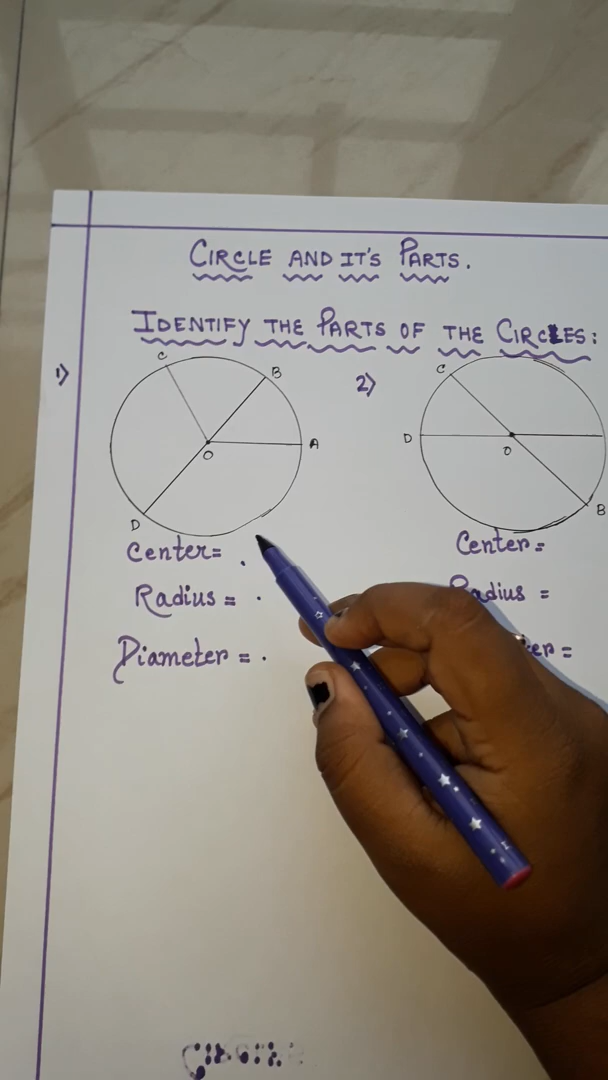 CIRCLE AND IT'S PARTS.
IDENTIFY THE PARTS OF THE CIRCLES:
1)
C
B
A
O
D
2)
C
D
O
B
Center=
Radius =
Diameter =
Center=
Radius =